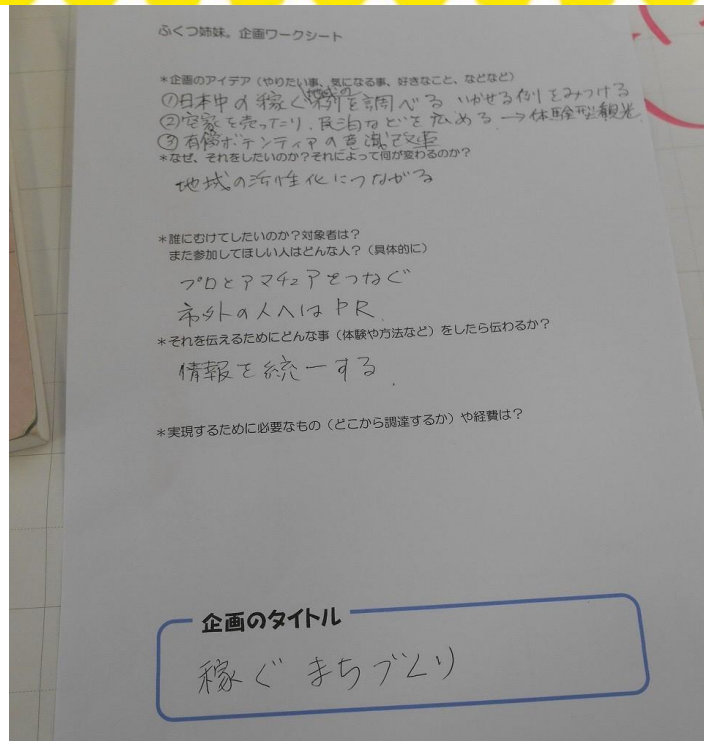 ふくつ姉妹。企画ワークシート
*企画のアイデア（やりたい事、気になる事、好きなこと、などなど）
地域の
①日本中の稼ぐ例を調べる いかせる例をみつける
②空家を売ったり、民泊などを広める→体験型観光
③有償ボランティアの意識改革
*なぜ、それをしたいのか？それによって何が変わるのか？
地域の活性化につながる
*誰にむけてしたいのか？対象者は？
また参加してほしい人はどんな人？（具体的に）
プロとアマチュアをつなぐ
市外の人へはPR
*それを伝えるためにどんな事（体験や方法など）をしたら伝わるか？
情報を統一する
*実現するために必要なもの（どこから調達するか）や経費は？
企画のタイトル
稼ぐ まちづくり